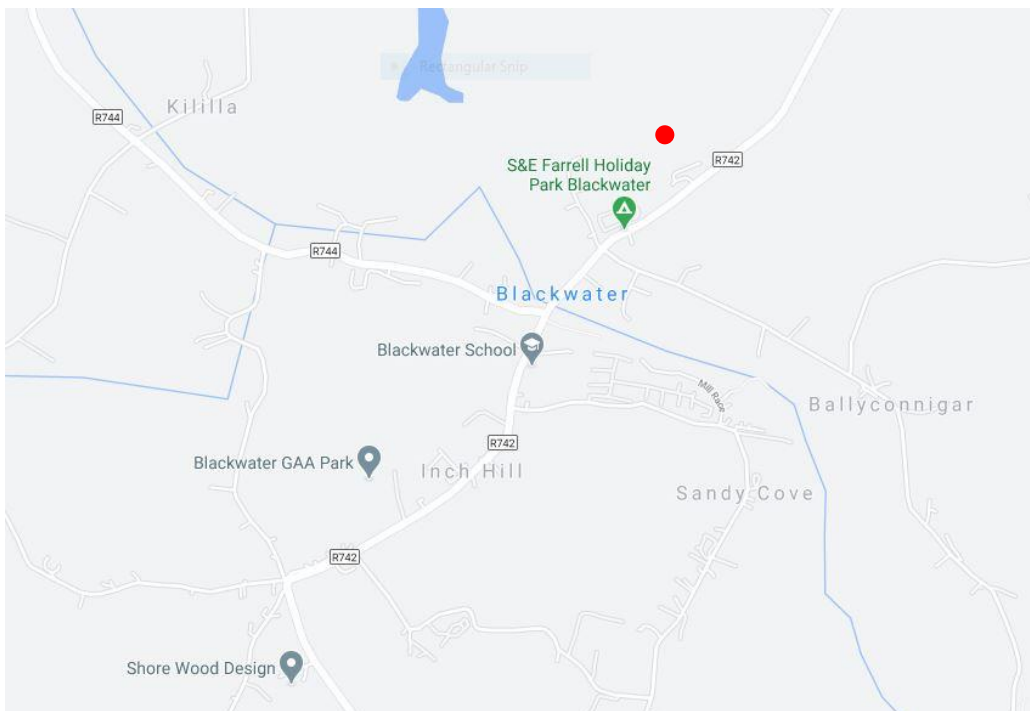 Rectangular Snip
Kililla
R744
R742
S&E Farrell Holiday
Park Blackwater
R744
Blackwater
Blackwater School
Mill Race
Ballyconnigar
R742
Blackwater GAA Park
Inch Hill
Sandy Cove
R742
Shore Wood Design